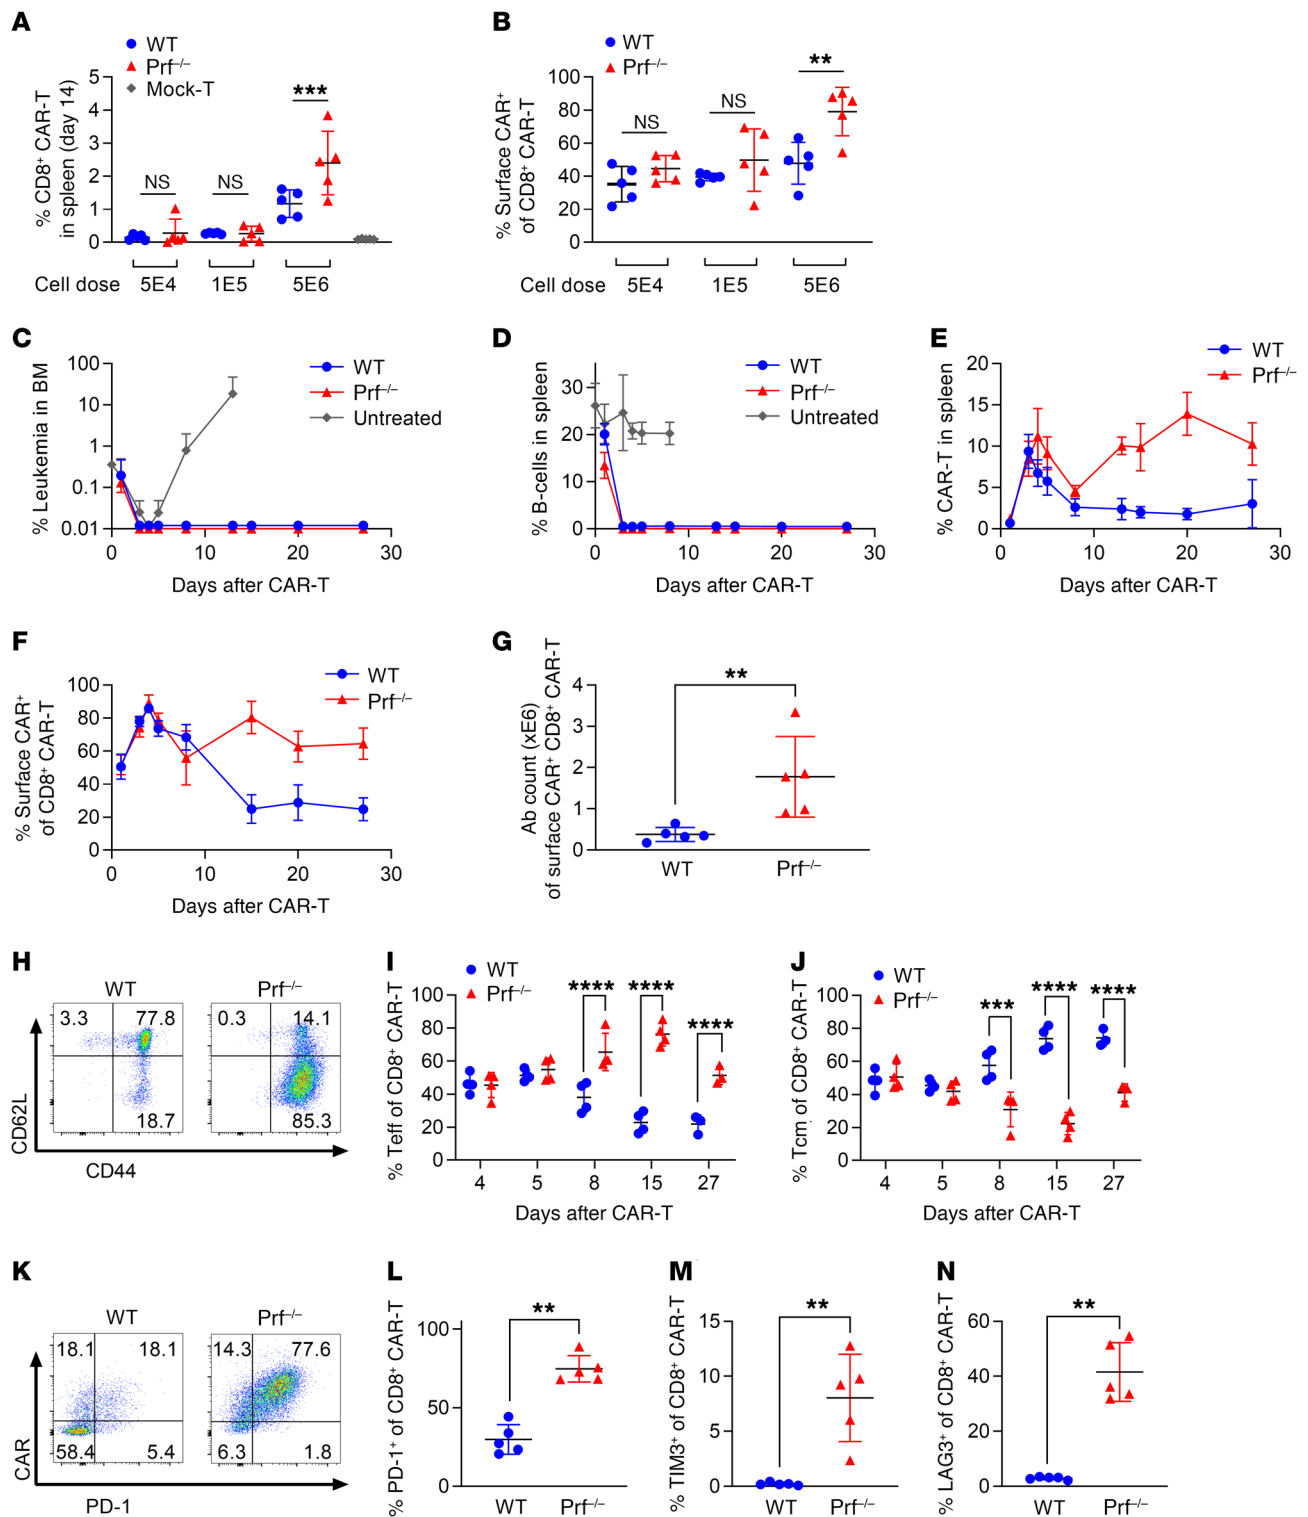 A
WT
Prf–/–
Mock-T
% CD8+ CAR-T
in spleen (day 14)
5
4
3
2
1
0
NS
NS
***
Cell dose
5E4
1E5
5E6
B
WT
Prf–/–
% Surface CAR+
of CD8+ CAR-T
100
80
60
40
20
0
NS
NS
**
Cell dose
5E4
1E5
5E6
C
% Leukemia in BM
100
10
1
0.1
0.01
WT
Prf–/–
Untreated
0
10
20
30
Days after CAR-T
D
% B-cells in spleen
30
20
10
0
WT
Prf–/–
Untreated
0
10
20
30
Days after CAR-T
E
% CAR-T in spleen
20
15
10
5
0
WT
Prf–/–
0
10
20
30
Days after CAR-T
F
% Surface CAR+
of CD8+ CAR-T
100
80
60
40
20
0
WT
Prf–/–
0
10
20
30
Days after CAR-T
G
Ab count (xE6)
of surface CAR+ CD8+ CAR-T
4
3
2
1
0
**
WT
Prf–/–
H
WT
Prf–/–
3.3
77.8
18.7
0.3
14.1
85.3
CD62L
CD44
I
WT
Prf–/–
% Teff of CD8+ CAR-T
100
80
60
40
20
0
****
****
****
4
5
8
15
27
Days after CAR-T
J
WT
Prf–/–
% Tcm of CD8+ CAR-T
100
80
60
40
20
0
***
****
****
4
5
8
15
27
Days after CAR-T
K
WT
Prf–/–
18.1
18.1
58.4
5.4
14.3
77.6
6.3
1.8
CAR
PD-1
L
% PD-1+ of CD8+ CAR-T
100
50
0
**
WT
Prf–/–
M
% TIM3+ of CD8+ CAR-T
15
10
5
0
**
WT
Prf–/–
N
% LAG3+ of CD8+ CAR-T
60
40
20
0
**
WT
Prf–/–